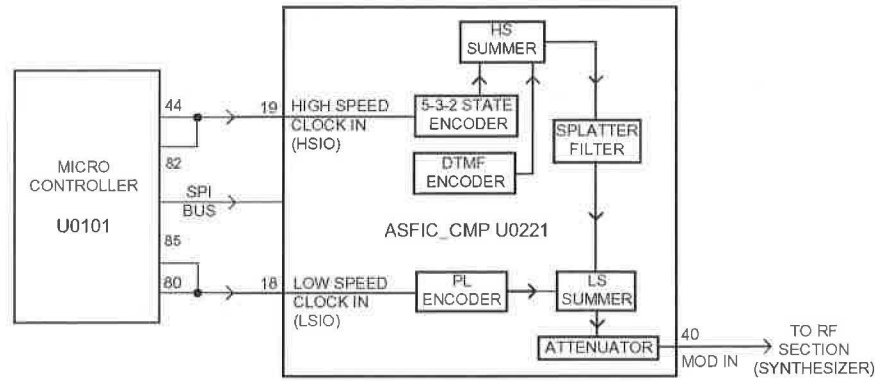 HS
SUMMER
44
19
HIGH SPEED
CLOCK IN
(HSIO)
5-3-2 STATE
ENCODER
SPLATTER
FILTER
82
DTMF
ENCODER
MICRO
CONTROLLER
U0101
SPI
BUS
ASFIC_CMP U0221
85
80
18
LOW SPEED
CLOCK IN
(LSIO)
PL
ENCODER
LS
SUMMER
ATTENUATOR
40
MOD IN
TO RF
SECTION
(SYNTHESIZER)